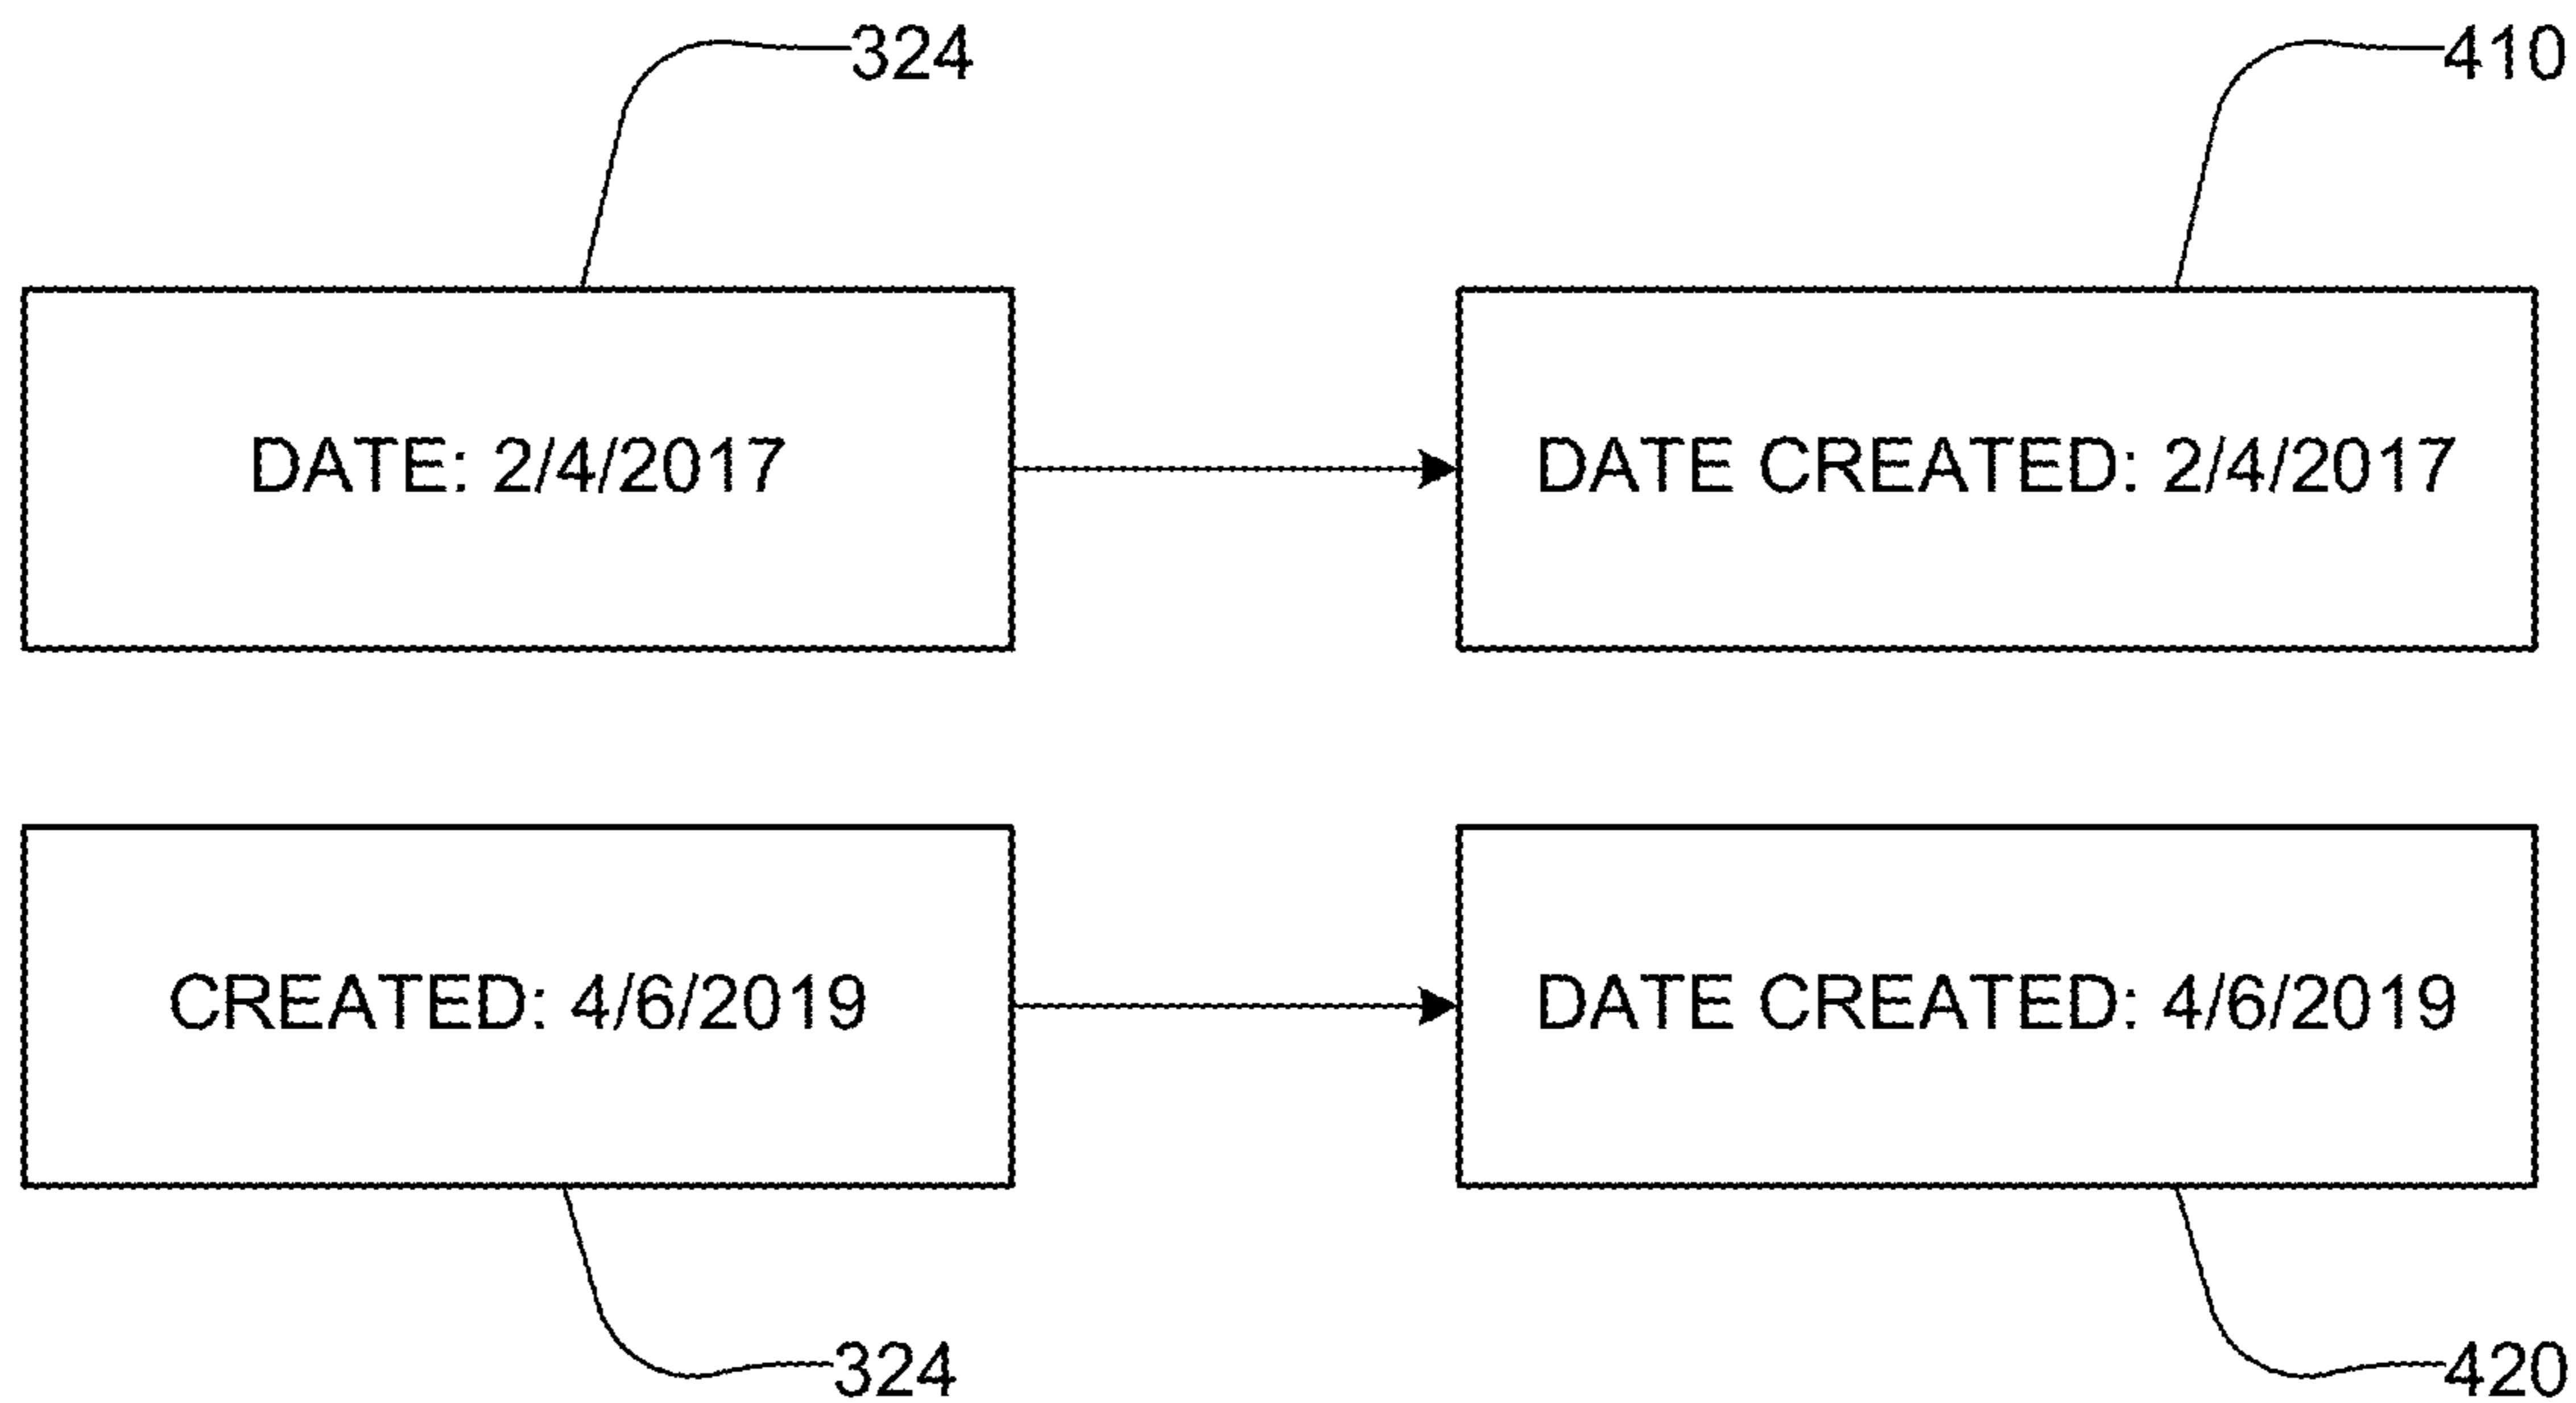 324
410
DATE: 2/4/2017
DATE CREATED: 2/4/2017
CREATED: 4/6/2019
DATE CREATED: 4/6/2019
324
420